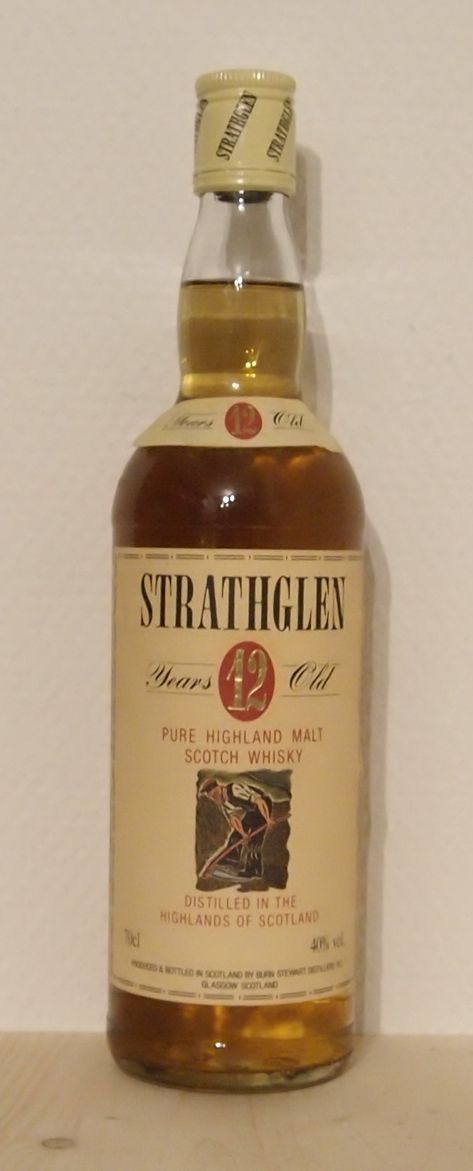 STRATHGLEN
STRATHGLEN
Years 12 Old
STRATHGLEN
Years 12 Old
PURE HIGHLAND MALT
SCOTCH WHISKY
DISTILLED IN THE
HIGHLANDS OF SCOTLAND
70cl 40% vol.
PRODUCED & BOTTLED IN SCOTLAND BY BURN STEWART DISTILLERS
GLASGOW SCOTLAND